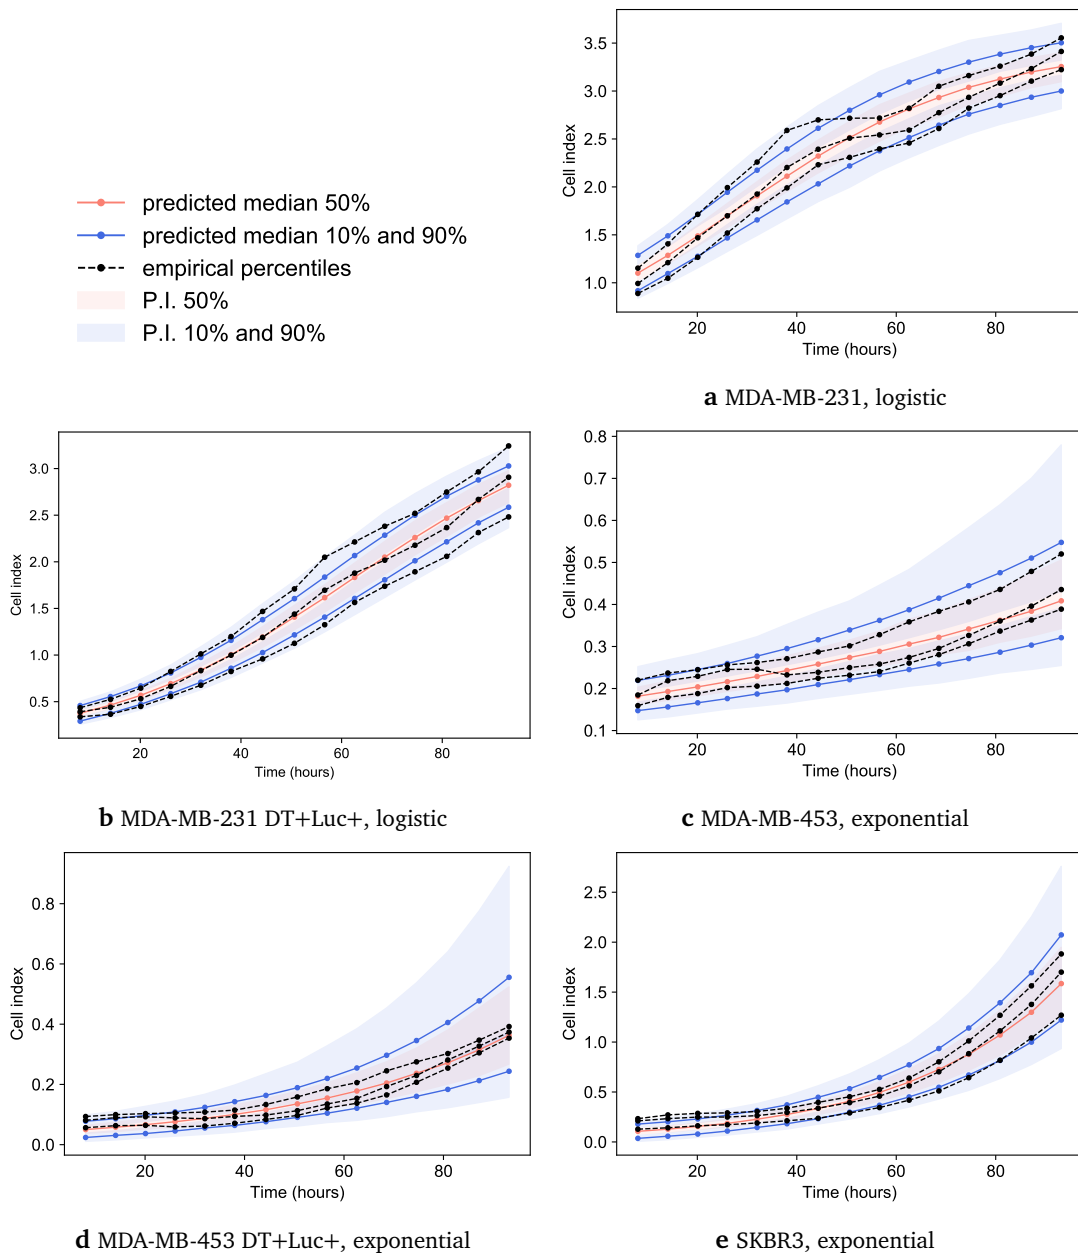 predicted median 50%
predicted median 10% and 90%
empirical percentiles
P.I. 50%
P.I. 10% and 90%
Cell index
3.5
3.0
2.5
2.0
1.5
1.0
20 40 60 80
Time (hours)
a MDA-MB-231, logistic
Cell index
3.0
2.5
2.0
1.5
1.0
0.5
20 40 60 80
Time (hours)
b MDA-MB-231 DT+Luc+, logistic
Cell index
0.8
0.7
0.6
0.5
0.4
0.3
0.2
0.1
20 40 60 80
Time (hours)
c MDA-MB-453, exponential
Cell index
0.8
0.6
0.4
0.2
0.0
20 40 60 80
Time (hours)
d MDA-MB-453 DT+Luc+, exponential
Cell index
2.5
2.0
1.5
1.0
0.5
0.0
20 40 60 80
Time (hours)
e SKBR3, exponential